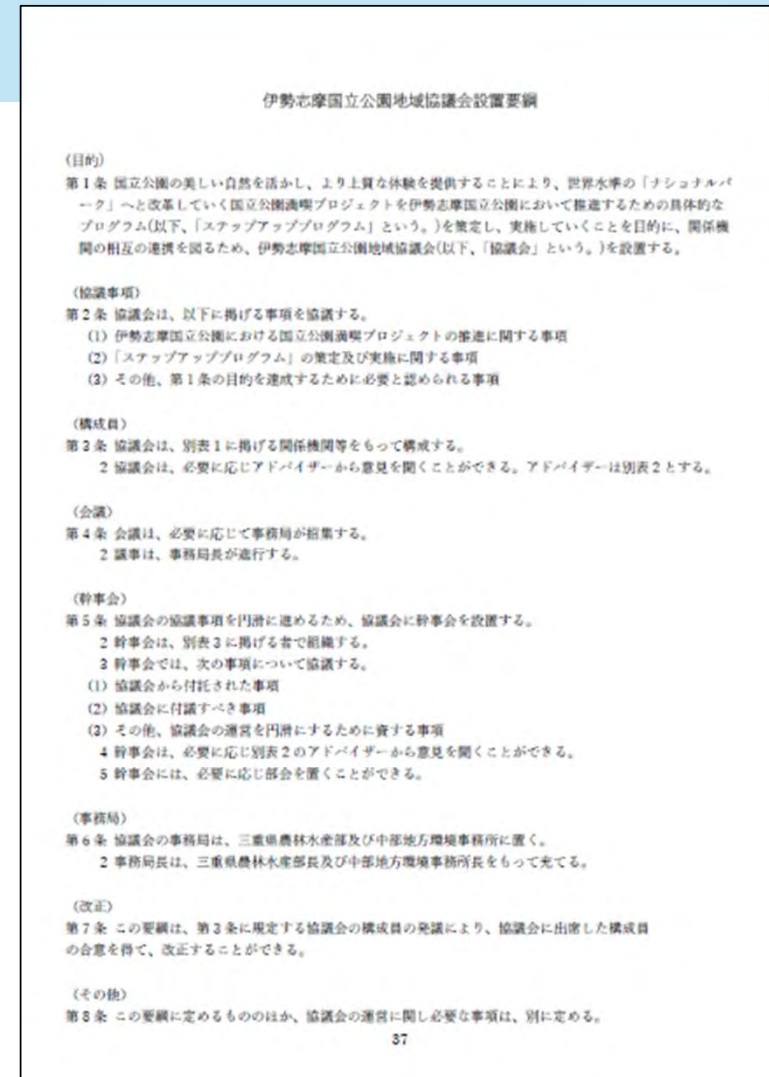 伊勢志摩国立公園地域協議会設置要綱
(目的)
第1条 国立公園の美しい自然を活かし、より上質な体験を提供することにより、世界水準の「ナショナルパ
ーク」へと改革していく国立公園満喫プロジェクトを伊勢志摩国立公園において推進するための具体的な
プログラム(以下、「ステップアッププログラム」という。)を策定し、実施していくことを目的に、関係機
関の相互の連携を図るため、伊勢志摩国立公園地域協議会(以下、「協議会」という。)を設置する。
(協議事項)
第2条 協議会は、以下に掲げる事項を協議する。
(1) 伊勢志摩国立公園における国立公園満喫プロジェクトの推進に関する事項
(2)「ステップアッププログラム」の策定及び実施に関する事項
(3) その他、第1条の目的を達成するために必要と認められる事項
(構成員)
第3条 協議会は、別表1に掲げる関係機関等をもって構成する。
2 協議会は、必要に応じアドバイザーから意見を聞くことができる。アドバイザーは別表2とする。
(会議)
第4条 会議は、必要に応じて事務局が招集する。
2 議事は、事務局長が進行する。
(幹事会)
第5条 協議会の協議事項を円滑に進めるため、協議会に幹事会を設置する。
2 幹事会は、別表3に掲げる者で組織する。
3 幹事会では、次の事項について協議する。
(1) 協議会から付託された事項
(2) 協議会に付議すべき事項
(3) その他、協議会の運営を円滑にするために資する事項
4 幹事会は、必要に応じ別表2のアドバイザーから意見を聞くことができる。
5 幹事会には、必要に応じ部会を置くことができる。
(事務局)
第6条 協議会の事務局は、三重県農林水産部及び中部地方環境事務所に置く。
2 事務局長は、三重県農林水産部長及び中部地方環境事務所長をもって充てる。
(改正)
第7条 この要綱は、第3条に規定する協議会の構成員の発議により、協議会に出席した構成員
の合意を得て、改正することができる。
(その他)
第8条 この要綱に定めるもののほか、協議会の運営に関し必要な事項は、別に定める。
37